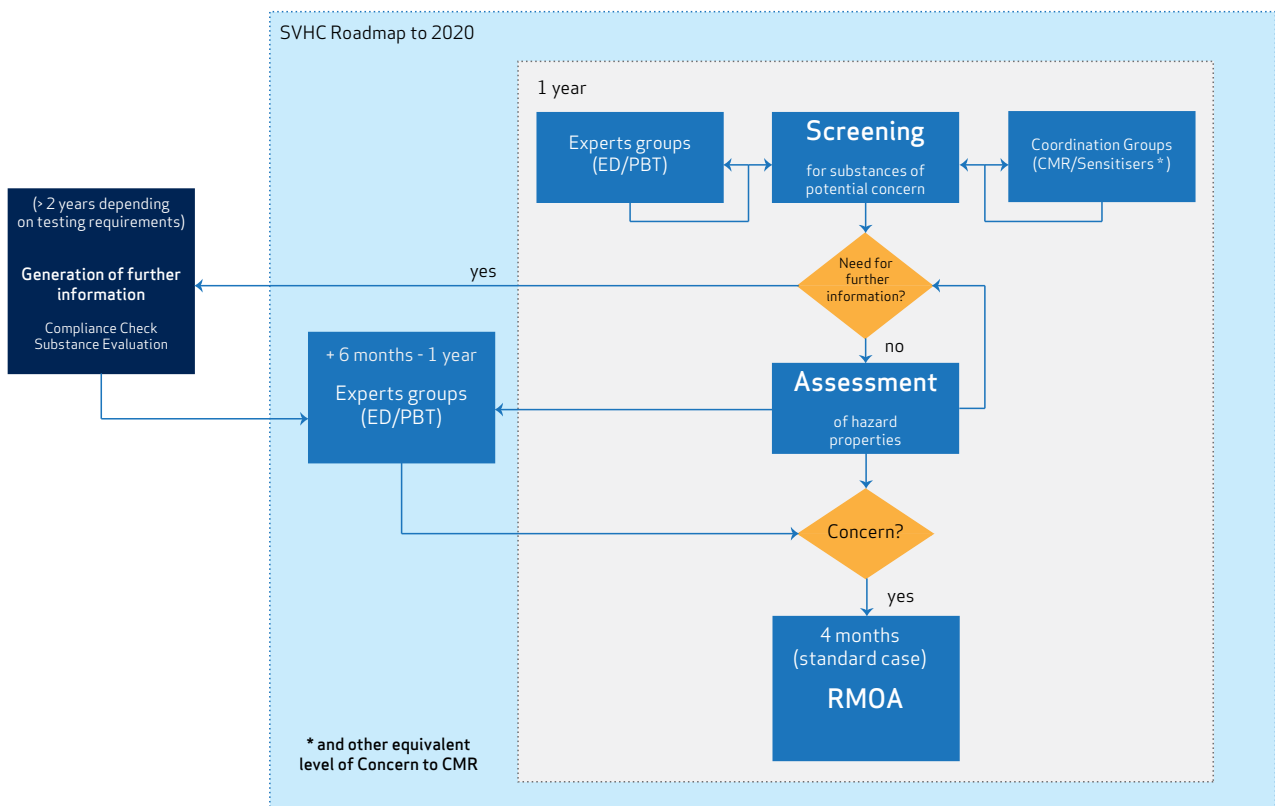 SVHC Roadmap to 2020
1 year
Experts groups
(ED/PBT)
Screening
for substances of
potential concern
Coordination Groups
(CMR/Sensitisers *)
(> 2 years depending
on testing requirements)
Generation of further
information
Compliance Check
Substance Evaluation
yes
Need for
further
information?
no
+ 6 months - 1 year
Experts groups
(ED/PBT)
Assessment
of hazard
properties
Concern?
yes
4 months
(standard case)
RMOA
* and other equivalent
level of Concern to CMR